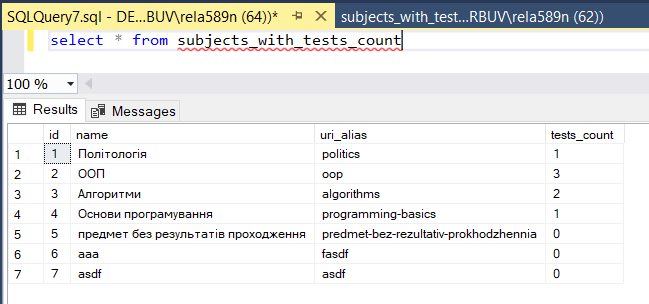 SQLQuery7.sql - DE...BUV\rela589n (64))* subjects_with_test...RBUV\rela589n (62))
select * from subjects_with_tests_count
100 %
Results Messages
id name uri_alias tests_count
1 1 Політологія politics 1
2 2 ООП oop 3
3 3 Алгоритми algorithms 2
4 4 Основи програмування programming-basics 1
5 5 предмет без результатів проходження predmet-bez-rezultativ-prokhodzhennia 0
6 6 ааа fasdf 0
7 7 asdf asdf 0